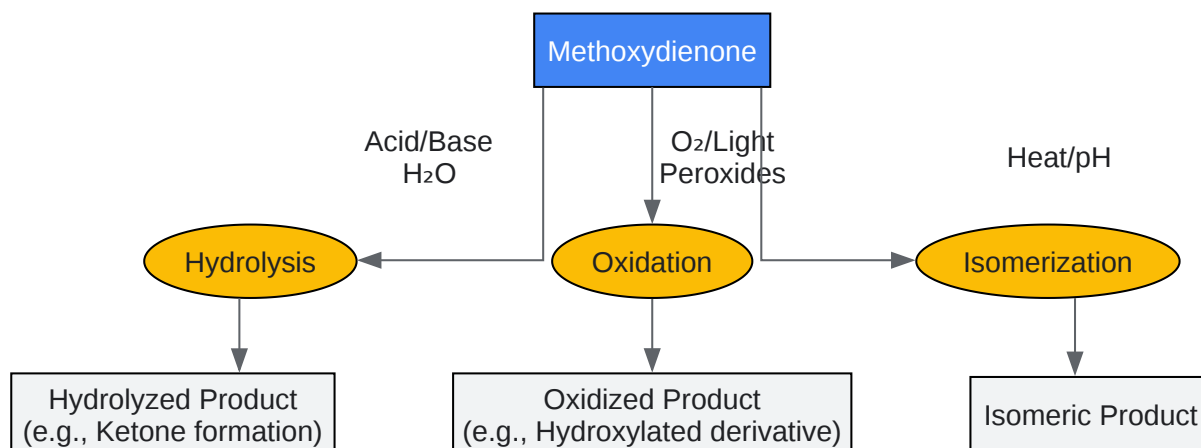 Methoxydienone
Acid/Base
H₂O
O₂/Light
Peroxides
Heat/pH
Hydrolysis
Oxidation
Isomerization
Hydrolyzed Product
(e.g., Ketone formation)
Oxidized Product
(e.g., Hydroxylated derivative)
Isomeric Product